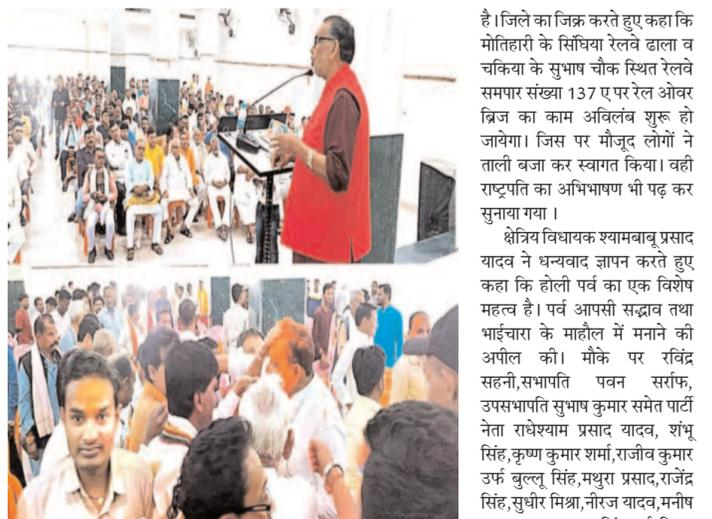 है। जिले का जिक्र करते हुए कहा कि
मोतिहारी के सिंघिया रेलवे ढाला व
चकिया के सुभाष चौक स्थित रेलवे
समपार संख्या 137 ए पर रेल ओवर
ब्रिज का काम अविलंब शुरू हो
जायेगा। जिस पर मौजूद लोगों ने
ताली बजा कर स्वागत किया। वही
राष्ट्रपति का अभिभाषण भी पढ़ कर
सुनाया गया ।
क्षेत्रिय विधायक श्यामबाबू प्रसाद
यादव ने धन्यवाद ज्ञापन करते हुए
कहा कि होली पर्व का एक विशेष
महत्व है। पर्व आपसी सद्भाव तथा
भाईचारा के माहौल में मनाने की
अपील की। मौके पर रविंद्र
सहनी,सभापति पवन सर्राफ,
उपसभापति सुभाष कुमार समेत पार्टी
नेता राधेश्याम प्रसाद यादव, शंभू
सिंह,कृष्ण कुमार शर्मा,राजीव कुमार
उर्फ बुल्लू सिंह,मथुरा प्रसाद,राजेंद्र
सिंह,सुधीर मिश्रा,नीरज यादव,मनीष